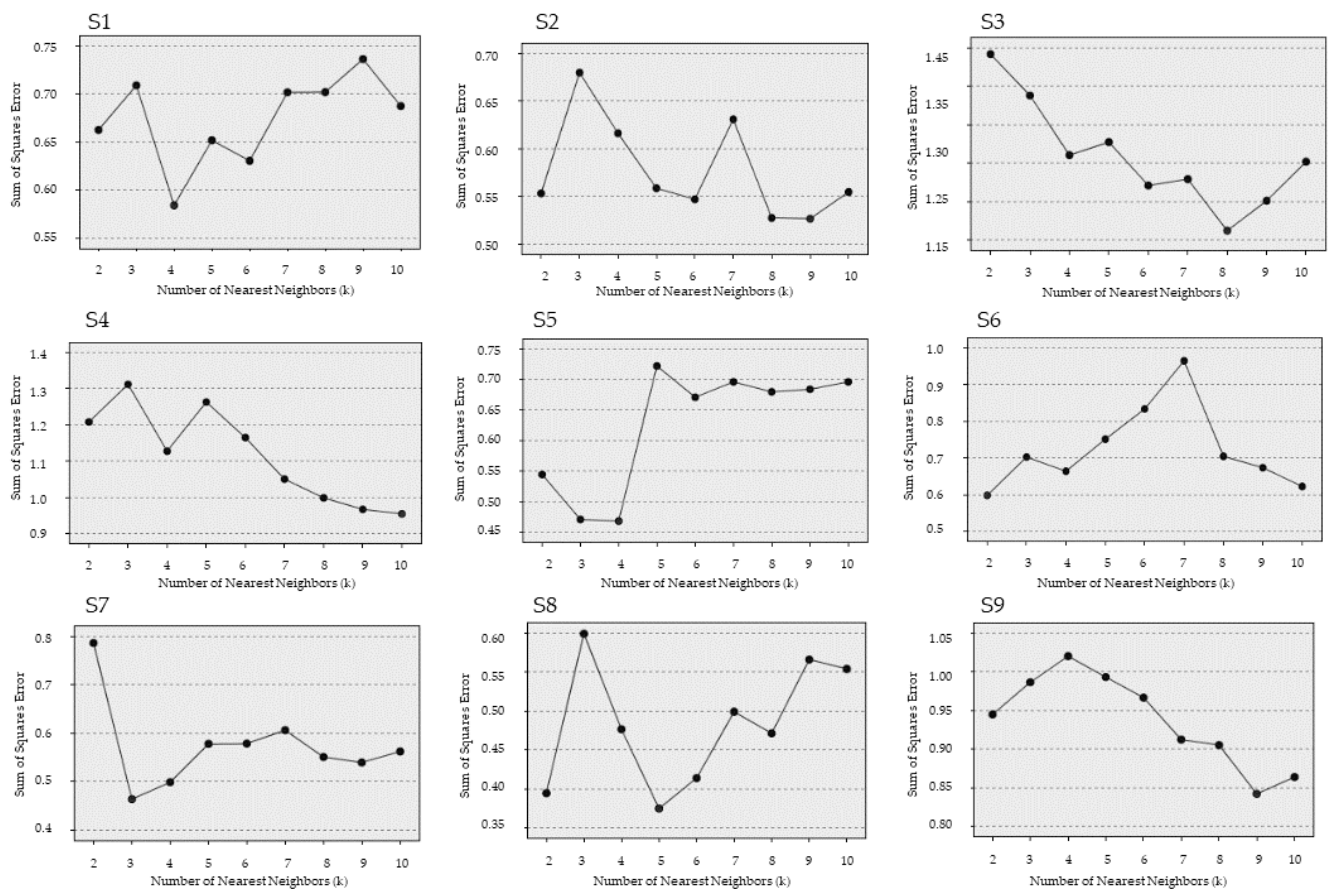 S1
Sum of Squares Error
0.75
0.70
0.65
0.60
0.55
2 3 4 5 6 7 8 9 10
Number of Nearest Neighbors (k)
S2
Sum of Squares Error
0.70
0.65
0.60
0.55
0.50
2 3 4 5 6 7 8 9 10
Number of Nearest Neighbors (k)
S3
Sum of Squares Error
1.45
1.35
1.30
1.25
1.15
2 3 4 5 6 7 8 9 10
Number of Nearest Neighbors (k)
S4
Sum of Squares Error
1.4
1.3
1.2
1.1
1.0
0.9
2 3 4 5 6 7 8 9 10
Number of Nearest Neighbors (k)
S5
Sum of Squares Error
0.75
0.70
0.65
0.60
0.55
0.50
0.45
2 3 4 5 6 7 8 9 10
Number of Nearest Neighbors (k)
S6
Sum of Squares Error
1.0
0.9
0.8
0.7
0.6
0.5
2 3 4 5 6 7 8 9 10
Number of Nearest Neighbors (k)
S7
Sum of Squares Error
0.8
0.7
0.6
0.5
0.4
2 3 4 5 6 7 8 9 10
Number of Nearest Neighbors (k)
S8
Sum of Squares Error
0.60
0.55
0.50
0.45
0.40
0.35
2 3 4 5 6 7 8 9 10
Number of Nearest Neighbors (k)
S9
Sum of Squares Error
1.05
1.00
0.95
0.90
0.85
0.80
2 3 4 5 6 7 8 9 10
Number of Nearest Neighbors (k)